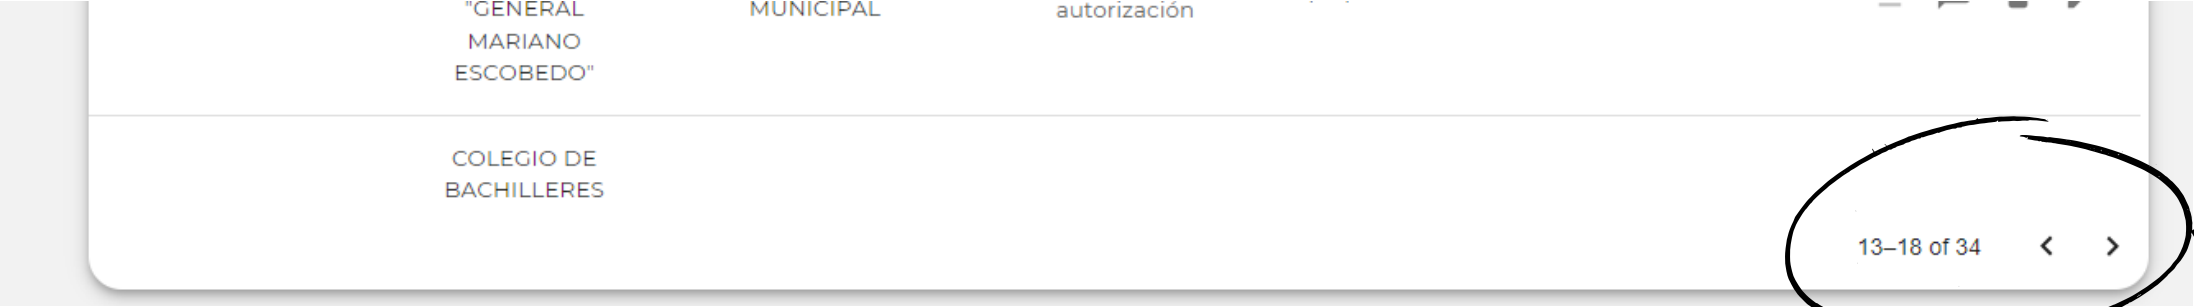 "GENERAL
MARIANO
ESCOBEDO"
MUNICIPAL
autorización
COLEGIO DE
BACHILLERES
13–18 of 34